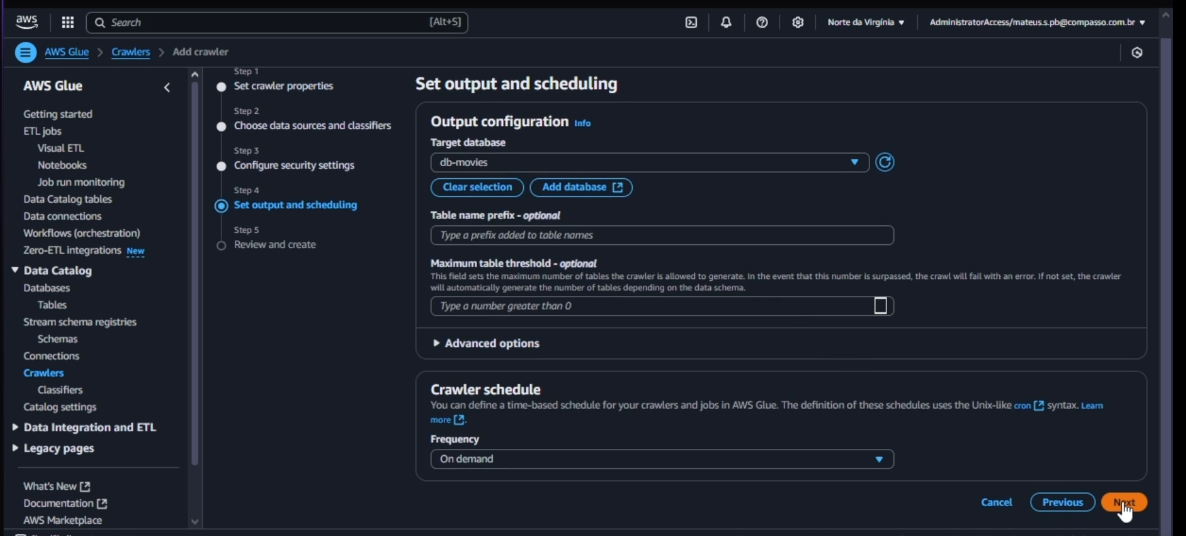 aws
Search
[Alt+S]
Norte da Virgínia
AdministratorAccess/mateus.s.pb@compasso.com.br
AWS Glue
Crawlers
Add crawler
AWS Glue
Getting started
ETL jobs
Visual ETL
Notebooks
Job run monitoring
Data Catalog tables
Data connections
Workflows (orchestration)
Zero-ETL integrations New
Data Catalog
Databases
Tables
Stream schema registries
Schemas
Connections
Crawlers
Classifiers
Catalog settings
Data Integration and ETL
Legacy pages
What's New
Documentation
AWS Marketplace
Step 1
Set crawler properties
Step 2
Choose data sources and classifiers
Step 3
Configure security settings
Step 4
Set output and scheduling
Step 5
Review and create
Set output and scheduling
Output configuration Info
Target database
db-movies
Clear selection
Add database
Table name prefix - optional
Type a prefix added to table names
Maximum table threshold - optional
This field sets the maximum number of tables the crawler is allowed to generate. In the event that this number is surpassed, the crawl will fail with an error. If not set, the crawler
will automatically generate the number of tables depending on the data schema.
Type a number greater than 0
Advanced options
Crawler schedule
You can define a time-based schedule for your crawlers and jobs in AWS Glue. The definition of these schedules uses the Unix-like cron syntax. Learn
more
Frequency
On demand
Cancel
Previous
Next